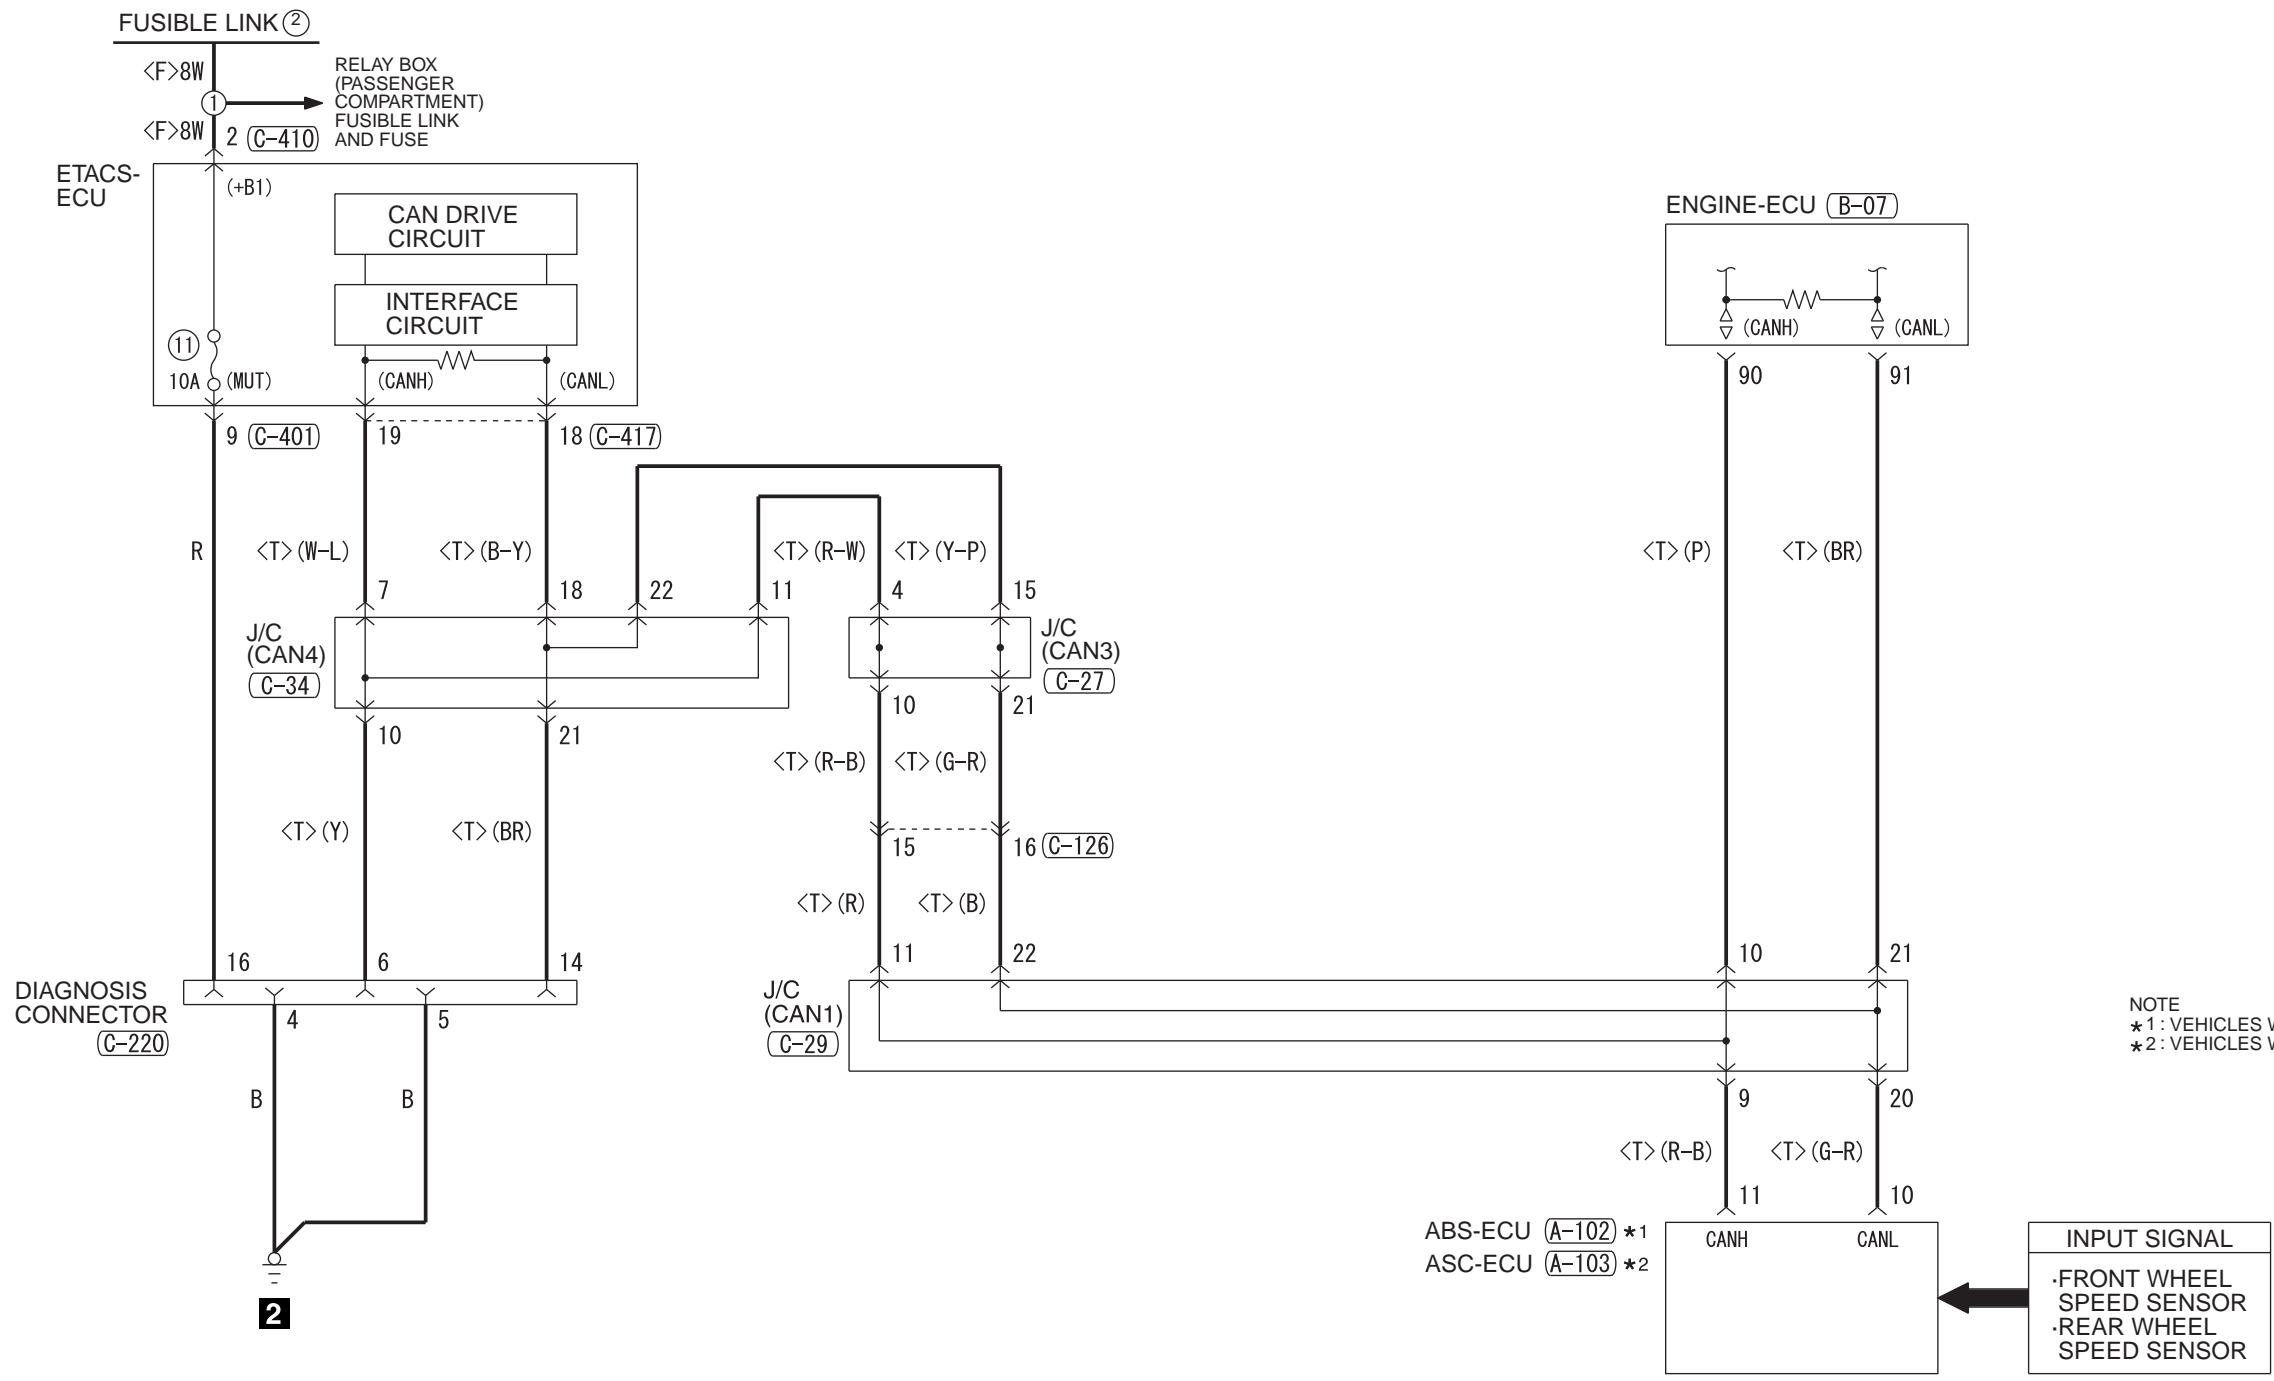 FUSIBLE LINK ②
<F>8W
①
RELAY BOX
(PASSENGER
COMPARTMENT)
FUSIBLE LINK
AND FUSE
<F>8W
2 C-410
ETACS-
ECU
(+B1)
CAN DRIVE
CIRCUIT
INTERFACE
CIRCUIT
⑪
10A
(MUT)
(CANH)
(CANL)
9 C-401
19
18 C-417
ENGINE-ECU B-07
(CANH)
(CANL)
90
91
R
<T>(W-L)
<T>(B-Y)
<T>(R-W)
<T>(Y-P)
<T>(P)
<T>(BR)
7
18
22
11
4
15
J/C
(CAN4)
C-34
J/C
(CAN3)
C-27
10
21
10
21
<T>(R-B)
<T>(G-R)
<T>(Y)
<T>(BR)
15
16 C-126
<T>(R)
<T>(B)
16
6
14
11
22
10
21
DIAGNOSIS
CONNECTOR
C-220
4
5
J/C
(CAN1)
C-29
NOTE
*1 : VEHICLES
*2 : VEHICLES
B
B
9
20
<T>(R-B)
<T>(G-R)
11
10
ABS-ECU A-102 *1
ASC-ECU A-103 *2
CANH
CANL
INPUT SIGNAL
·FRONT WHEEL
SPEED SENSOR
·REAR WHEEL
SPEED SENSOR
2